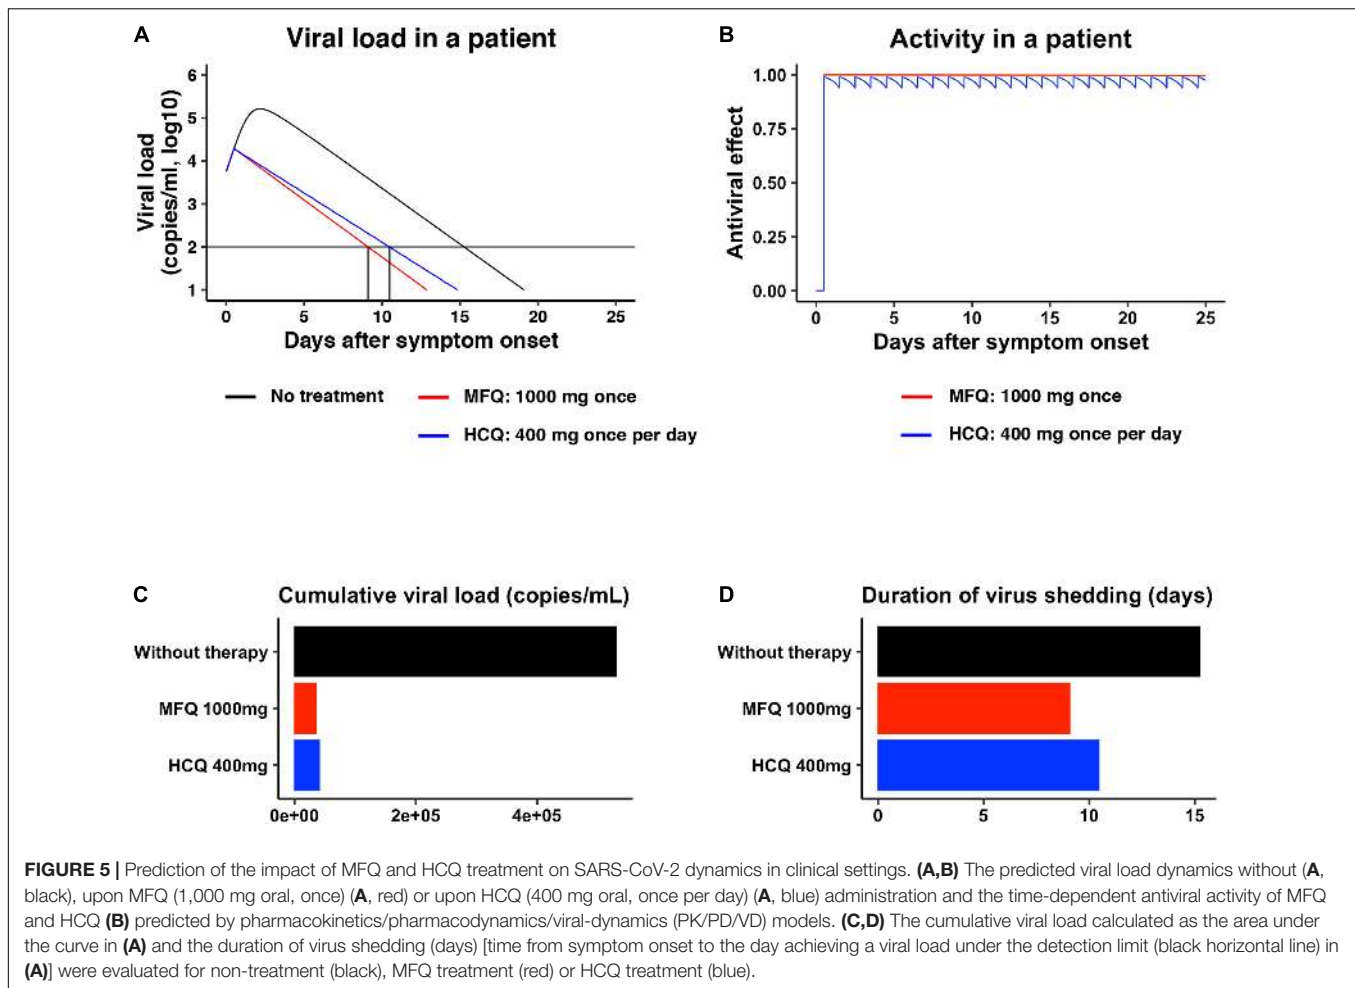 A
Viral load in a patient
Viral load
(copies/ml, log10)
6
5
4
3
2
1
0
5
10
15
20
25
Days after symptom onset
No treatment
MFQ: 1000 mg once
HCQ: 400 mg once per day
B
Activity in a patient
Antiviral effect
1.00
0.75
0.50
0.25
0.00
0
5
10
15
20
25
Days after symptom onset
MFQ: 1000 mg once
HCQ: 400 mg once per day
C
Cumulative viral load (copies/mL)
Without therapy
MFQ 1000mg
HCQ 400mg
0e+00
2e+05
4e+05
D
Duration of virus shedding (days)
Without therapy
MFQ 1000mg
HCQ 400mg
0
5
10
15
FIGURE 5 | Prediction of the impact of MFQ and HCQ treatment on SARS-CoV-2 dynamics in clinical settings. (A,B) The predicted viral load dynamics without (A,
black), upon MFQ (1,000 mg oral, once) (A, red) or upon HCQ (400 mg oral, once per day) (A, blue) administration and the time-dependent antiviral activity of MFQ
and HCQ (B) predicted by pharmacokinetics/pharmacodynamics/viral-dynamics (PK/PD/VD) models. (C,D) The cumulative viral load calculated as the area under
the curve in (A) and the duration of virus shedding (days) [time from symptom onset to the day achieving a viral load under the detection limit (black horizontal line) in
(A)] were evaluated for non-treatment (black), MFQ treatment (red) or HCQ treatment (blue).